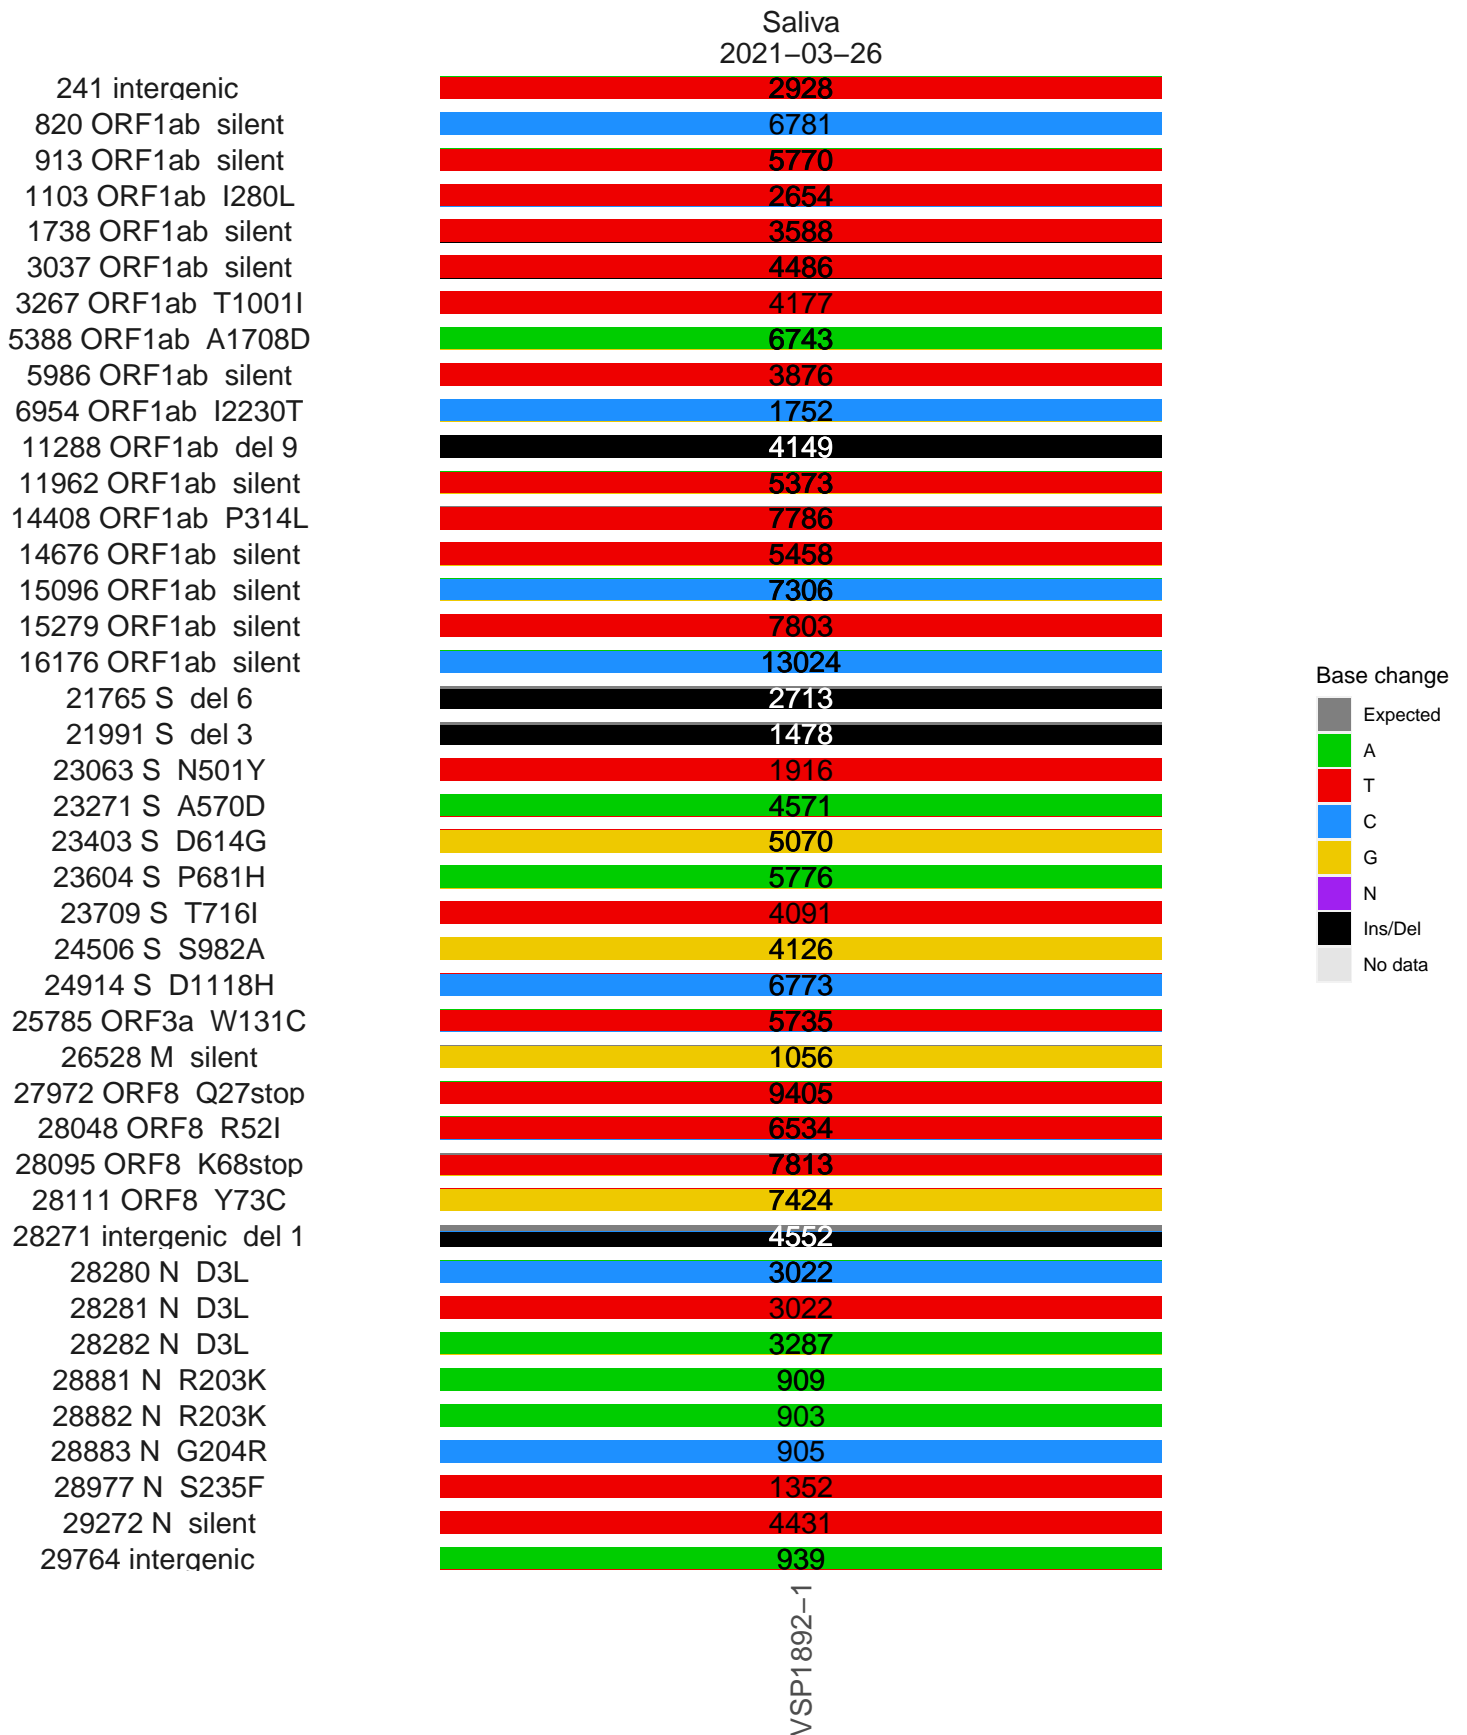 Saliva
2021−03−26
241 intergenic 2928
820 ORF1ab silent 6781
913 ORF1ab silent 5770
1103 ORF1ab I280L 2654
1738 ORF1ab silent 3588
3037 ORF1ab silent 4486
3267 ORF1ab T1001I 4177
5388 ORF1ab A1708D 6743
5986 ORF1ab silent 3876
6954 ORF1ab I2230T 1752
11288 ORF1ab del 9 4149
11962 ORF1ab silent 5373
14408 ORF1ab P314L 7786
14676 ORF1ab silent 5458
15096 ORF1ab silent 7306
15279 ORF1ab silent 7803
16176 ORF1ab silent 13024
21765 S del 6 2713
21991 S del 3 1478
23063 S N501Y 1916
23271 S A570D 4571
23403 S D614G 5070
23604 S P681H 5776
23709 S T716I 4091
24506 S S982A 4126
24914 S D1118H 6773
25785 ORF3a W131C 5735
26528 M silent 1056
27972 ORF8 Q27stop 9405
28048 ORF8 R52I 6534
28095 ORF8 K68stop 7813
28111 ORF8 Y73C 7424
28271 intergenic del 1 4552
28280 N D3L 3022
28281 N D3L 3022
28282 N D3L 3287
28881 N R203K 909
28882 N R203K 903
28883 N G204R 905
28977 N S235F 1352
29272 N silent 4431
29764 intergenic 939
VSP1892−1
Base change
Expected
A
T
C
G
N
Ins/Del
No data